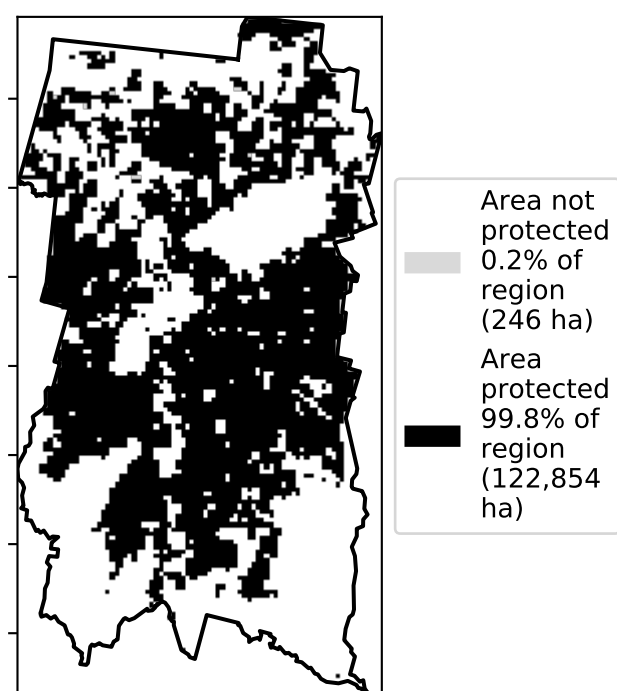 Area not
protected
0.2% of
region
(246 ha)
Area
protected
99.8% of
region
(122,854
ha)